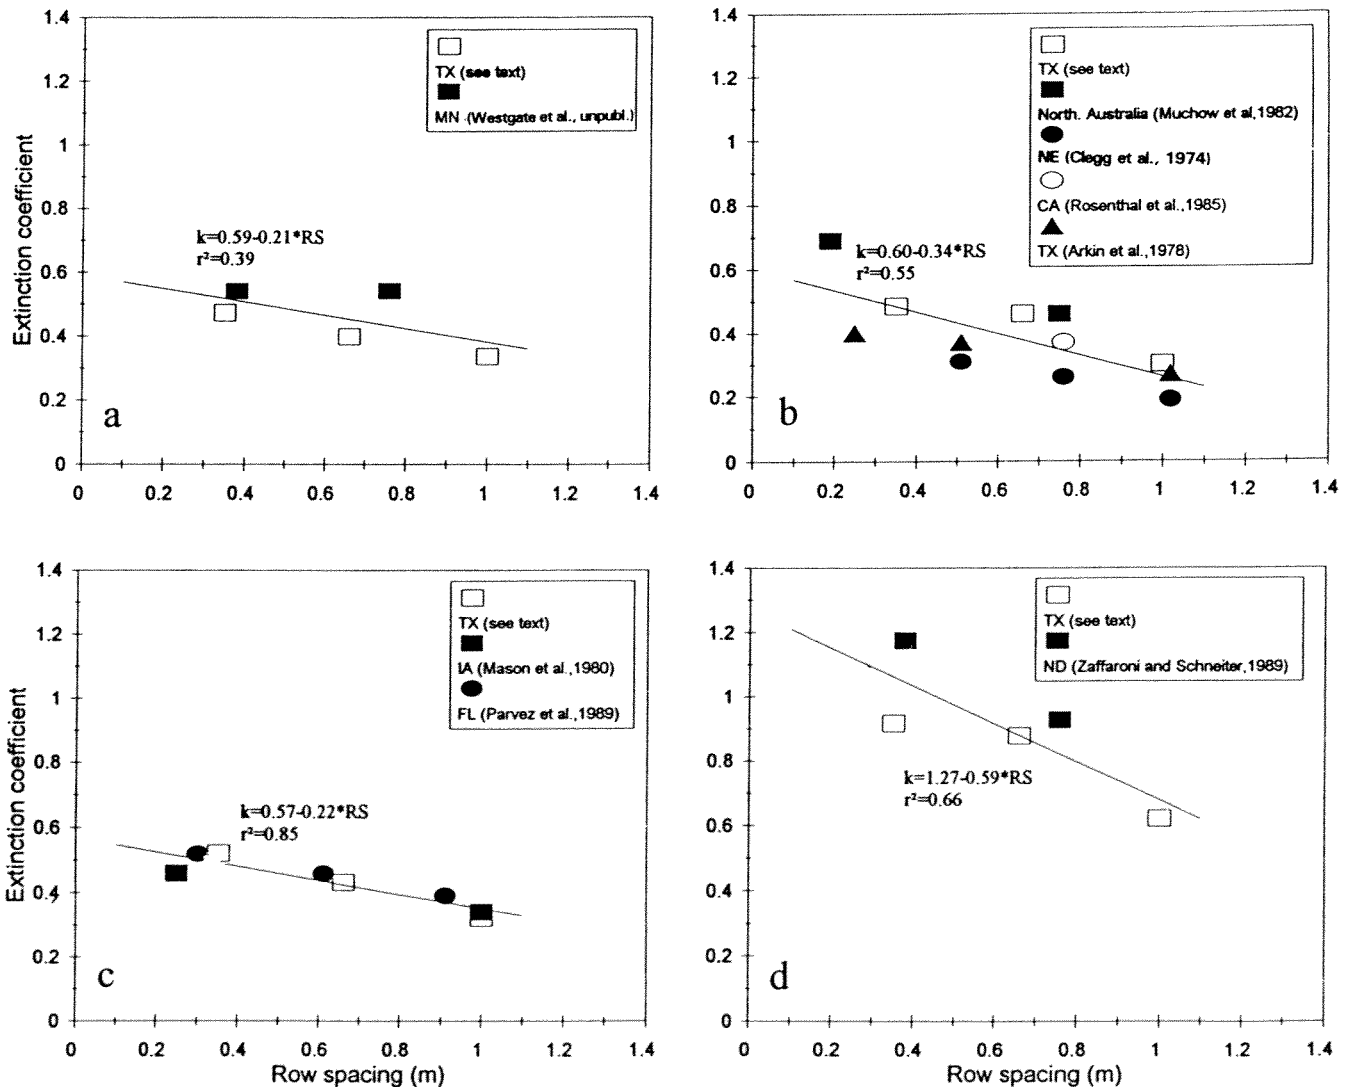 1.4
1.2
1
0.8
0.6
0.4
0.2
0
0 0.2 0.4 0.6 0.8 1 1.2 1.4
Extinction coefficient
TX (see text)
MN (Westgate et al., unpubl.)
k=0.59-0.21*RS
r²=0.39
a
1.4
1.2
1
0.8
0.6
0.4
0.2
0
0 0.2 0.4 0.6 0.8 1 1.2 1.4
TX (see text)
North. Australia (Muchow et al,1982)
NE (Clegg et al., 1974)
CA (Rosenthal et al.,1985)
TX (Arkin et al.,1978)
k=0.60-0.34*RS
r²=0.55
b
1.4
1.2
1
0.8
0.6
0.4
0.2
0
0 0.2 0.4 0.6 0.8 1 1.2 1.4
Extinction coefficient
Row spacing (m)
TX (see text)
IA (Mason et al.,1980)
FL (Parvez et al.,1989)
k=0.57-0.22*RS
r²=0.85
c
1.4
1.2
1
0.8
0.6
0.4
0.2
0
0 0.2 0.4 0.6 0.8 1 1.2 1.4
Row spacing (m)
TX (see text)
ND (Zaffaroni and Schneiter,1989)
k=1.27-0.59*RS
r²=0.66
d